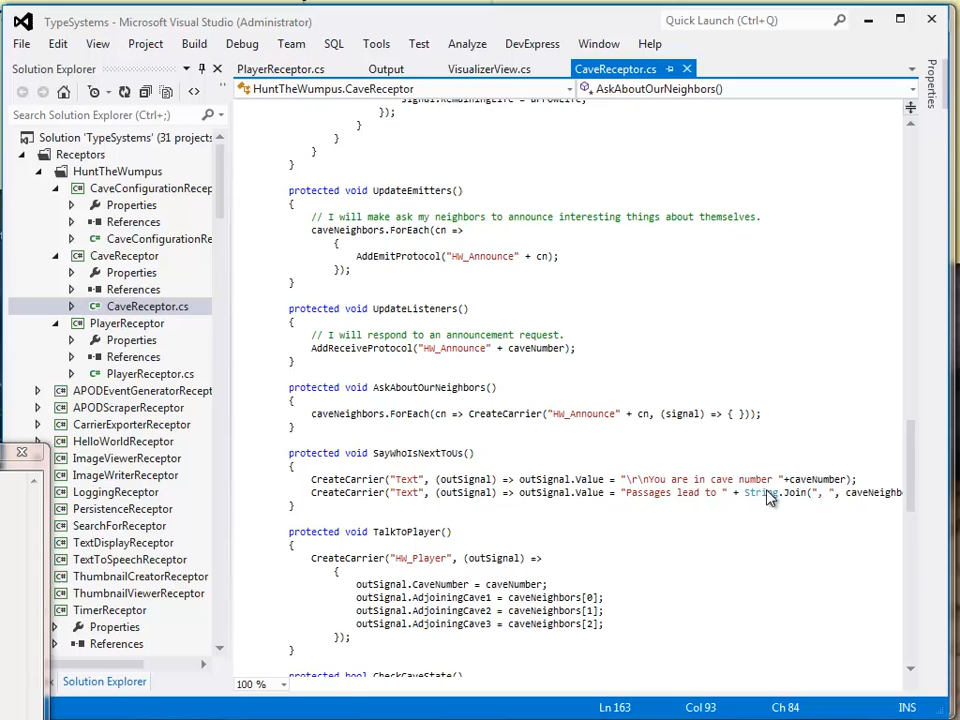 TypeSystems - Microsoft Visual Studio (Administrator)
Quick Launch (Ctrl+Q)
File Edit View Project Build Debug Team SQL Tools Test Analyze DevExpress Window Help
Solution Explorer
PlayerReceptor.cs Output VisualizerView.cs CaveReceptor.cs
HuntTheWumpus.CaveReceptor AskAboutOurNeighbors()
Search Solution Explorer (Ctrl+;)
Solution 'TypeSystems' (31 projects
Receptors
HuntTheWumpus
CaveConfigurationRecep
Properties
References
CaveConfigurationRe
CaveReceptor
Properties
References
CaveReceptor.cs
PlayerReceptor
Properties
References
PlayerReceptor.cs
APODEventGeneratorRecept
APODScraperReceptor
CarrierExporterReceptor
HelloWorldReceptor
ImageViewerReceptor
ImageWriterReceptor
LoggingReceptor
PersistenceReceptor
SearchForReceptor
TextDisplayReceptor
TextToSpeechReceptor
ThumbnailCreatorReceptor
ThumbnailViewerReceptor
TimerReceptor
Properties
References
Solution Explorer
signal.RemainingLife = arrowLife;
});
}
}
}
}
protected void UpdateEmitters()
{
// I will make ask my neighbors to announce interesting things about themselves.
caveNeighbors.ForEach(cn =>
{
AddEmitProtocol("HW_Announce" + cn);
});
}
protected void UpdateListeners()
{
// I will respond to an announcement request.
AddReceiveProtocol("HW_Announce" + caveNumber);
}
protected void AskAboutOurNeighbors()
{
caveNeighbors.ForEach(cn => CreateCarrier("HW_Announce" + cn, (signal) => { }));
}
protected void SayWhoIsNextToUs()
{
CreateCarrier("Text", (outSignal) => outSignal.Value = "\r\nYou are in cave number "+caveNumber);
CreateCarrier("Text", (outSignal) => outSignal.Value = "Passages lead to " + String.Join(", ", caveNeighb
}
protected void TalkToPlayer()
{
CreateCarrier("HW_Player", (outSignal) =>
{
outSignal.CaveNumber = caveNumber;
outSignal.AdjoiningCave1 = caveNeighbors[0];
outSignal.AdjoiningCave2 = caveNeighbors[1];
outSignal.AdjoiningCave3 = caveNeighbors[2];
});
}
protected bool CheckCaveState()
100 %
Properties
Ln 163 Col 93 Ch 84 INS